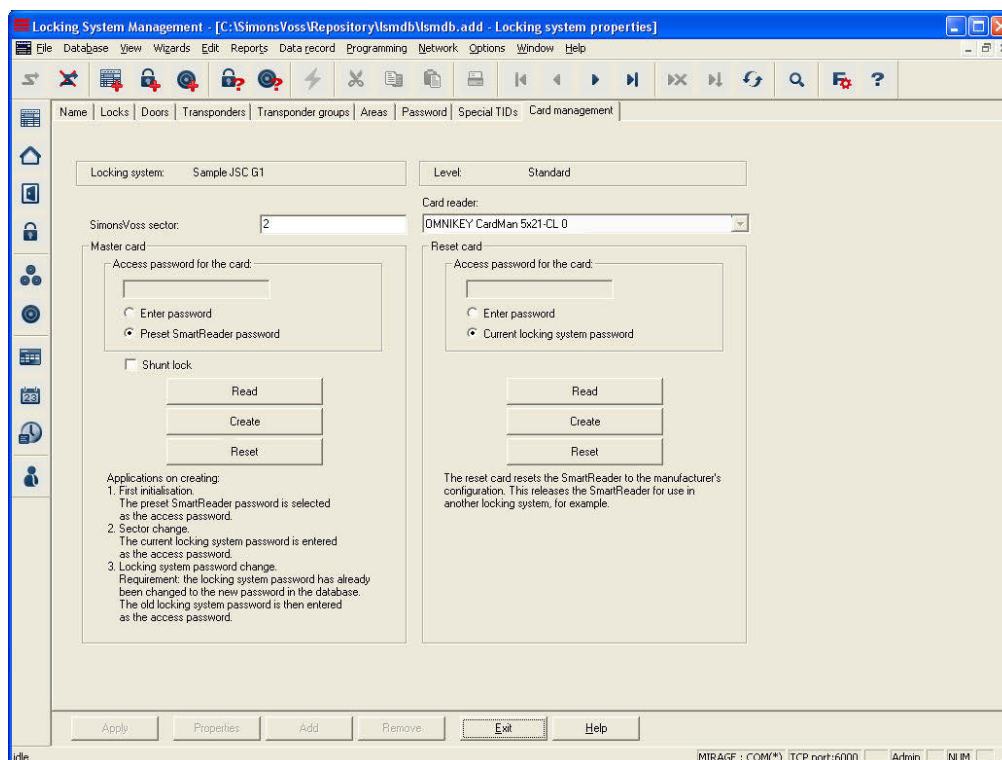 Locking System Management - [C:\SimonsVoss\Repository\lsmdb\lsmdb.add - Locking system properties]
File Database View Wizards Edit Reports Data record Programming Network Options Window Help
Name Locks Doors Transponders Transponder groups Areas Password Special TIDs Card management
Locking system: Sample JSC G1
Level: Standard
Card reader:
SimonsVoss sector: 2
OMNIKEY CardMan 5x21-CL 0
Master card
Access password for the card:
Enter password
Preset SmartReader password
Shunt lock
Read
Create
Reset
Applications on creating:
1. First initialisation.
The preset SmartReader password is selected
as the access password.
2. Sector change.
The current locking system password is entered
as the access password.
3. Locking system password change.
Requirement: the locking system password has already
been changed to the new password in the database.
The old locking system password is then entered
as the access password.
Reset card
Access password for the card:
Enter password
Current locking system password
Read
Create
Reset
The reset card resets the SmartReader to the manufacturer's
configuration. This releases the SmartReader for use in
another locking system, for example.
Apply Properties Add Remove Exit Help
idle MIRAGE : COM(*) TCP port:6000 Admin NUM
23